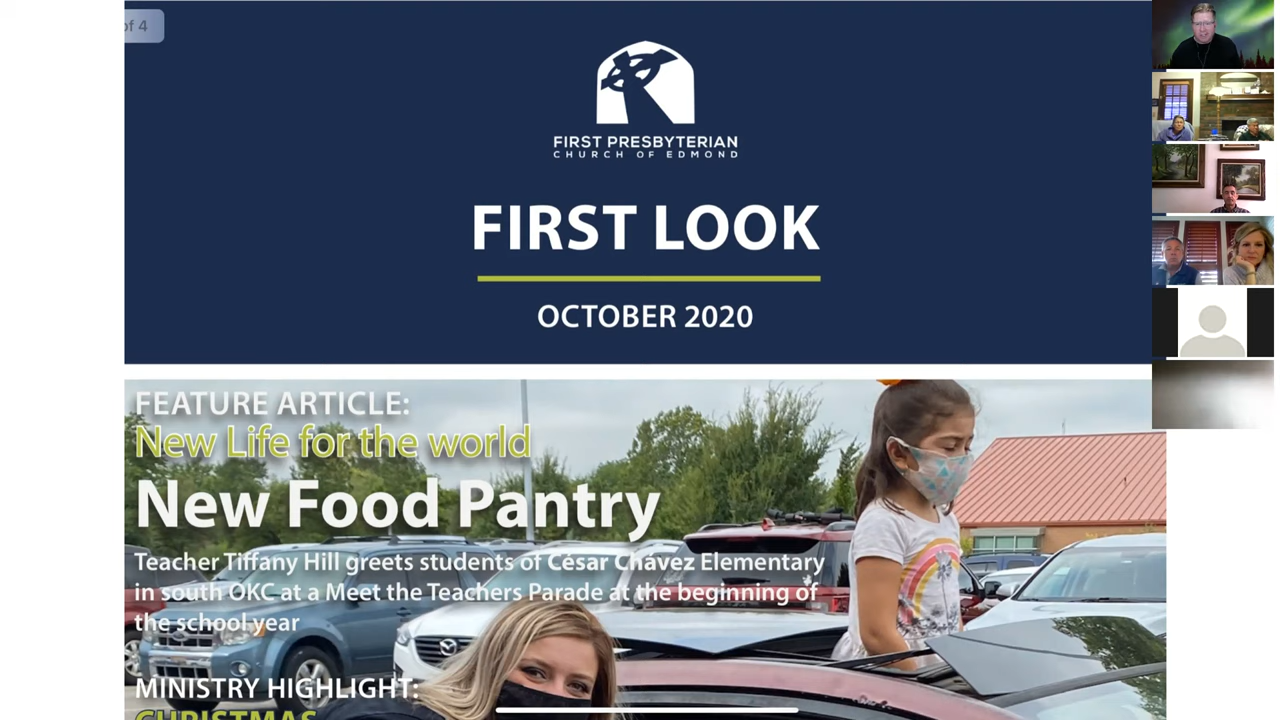 of 4
FIRST PRESBYTERIAN
CHURCH OF EDMOND
FIRST LOOK
OCTOBER 2020
FEATURE ARTICLE:
New Life for the world
New Food Pantry
Teacher Tiffany Hill greets students of César Chávez Elementary
in south OKC at a Meet the Teachers Parade at the beginning of
the school year
MINISTRY HIGHLIGHT:
CHRISTMAS